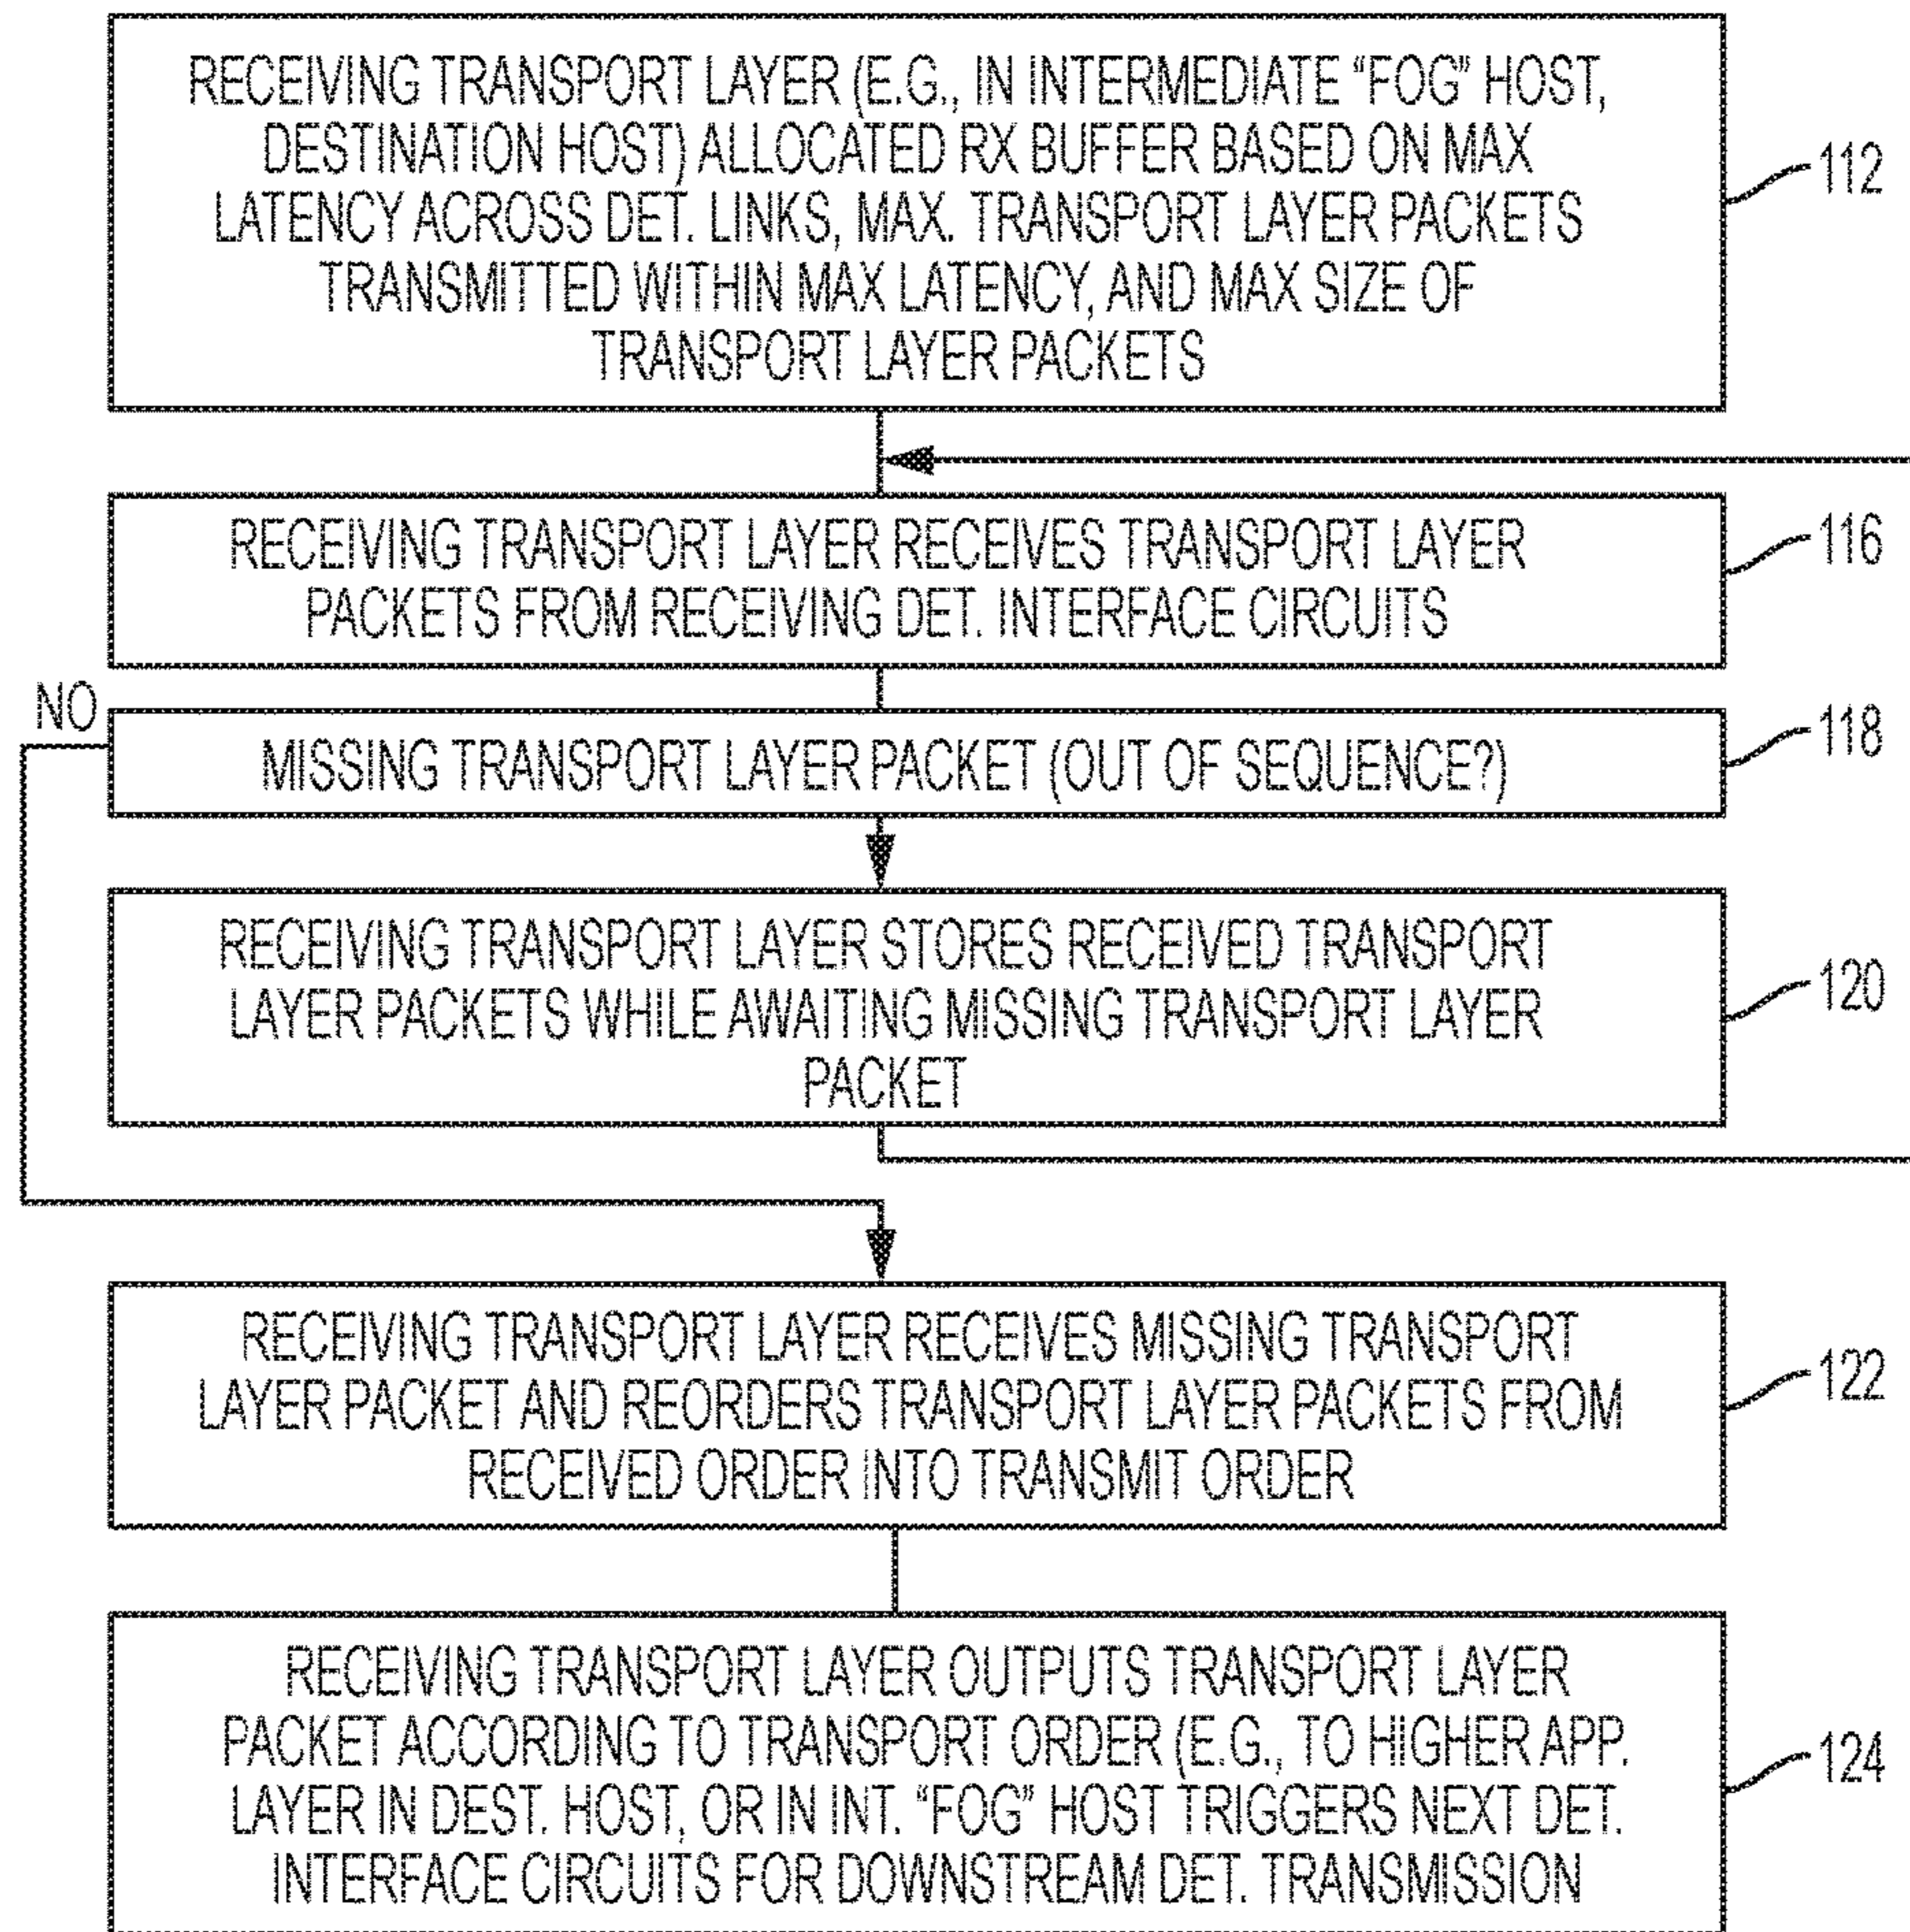 RECEIVING TRANSPORT LAYER (E.G., IN INTERMEDIATE “FOG” HOST,
DESTINATION HOST) ALLOCATED RX BUFFER BASED ON MAX
LATENCY ACROSS DET. LINKS, MAX. TRANSPORT LAYER PACKETS
TRANSMITTED WITHIN MAX LATENCY, AND MAX SIZE OF
TRANSPORT LAYER PACKETS
112
RECEIVING TRANSPORT LAYER RECEIVES TRANSPORT LAYER
PACKETS FROM RECEIVING DET. INTERFACE CIRCUITS
116
NO
MISSING TRANSPORT LAYER PACKET (OUT OF SEQUENCE?)
118
RECEIVING TRANSPORT LAYER STORES RECEIVED TRANSPORT
LAYER PACKETS WHILE AWAITING MISSING TRANSPORT LAYER
PACKET
120
RECEIVING TRANSPORT LAYER RECEIVES MISSING TRANSPORT
LAYER PACKET AND REORDERS TRANSPORT LAYER PACKETS FROM
RECEIVED ORDER INTO TRANSMIT ORDER
122
RECEIVING TRANSPORT LAYER OUTPUTS TRANSPORT LAYER
PACKET ACCORDING TO TRANSPORT ORDER (E.G., TO HIGHER APP.
LAYER IN DEST. HOST, OR IN INT. “FOG” HOST TRIGGERS NEXT DET.
INTERFACE CIRCUITS FOR DOWNSTREAM DET. TRANSMISSION
124